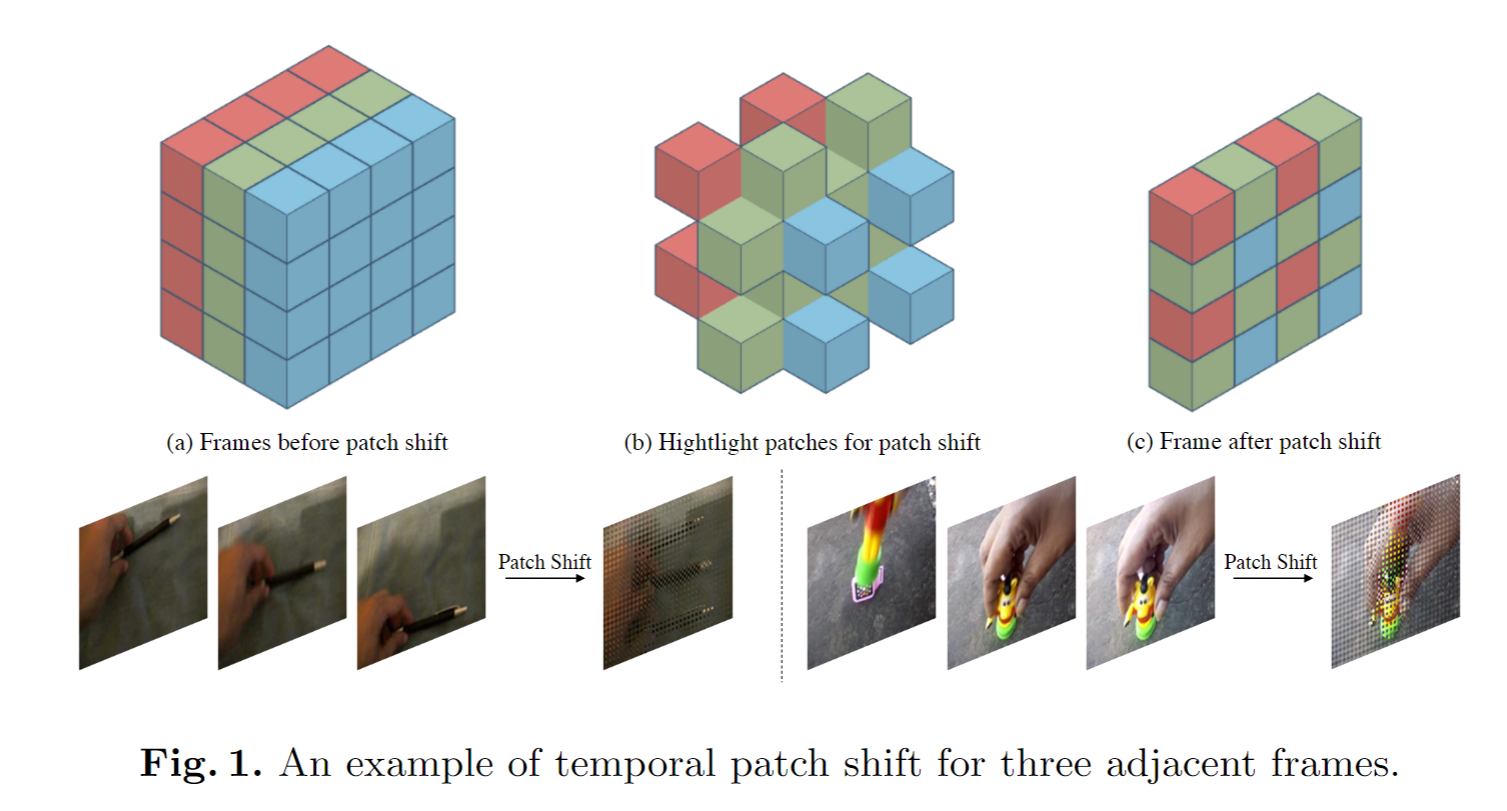 (a) Frames before patch shift
(b) Hightlight patches for patch shift
(c) Frame after patch shift
Patch Shift
Patch Shift
Fig. 1. An example of temporal patch shift for three adjacent frames.